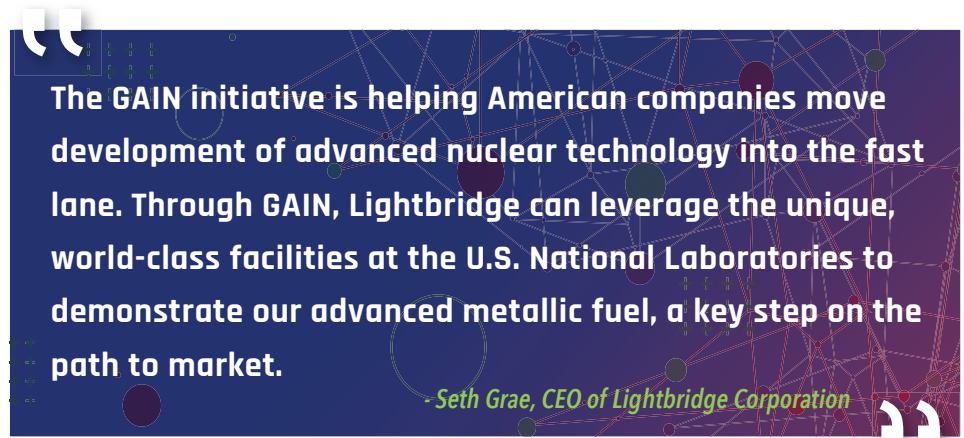 The GAIN initiative is helping American companies move
development of advanced nuclear technology into the fast
lane. Through GAIN, Lightbridge can leverage the unique,
world-class facilities at the U.S. National Laboratories to
demonstrate our advanced metallic fuel, a key step on the
path to market.
- Seth Grae, CEO of Lightbridge Corporation